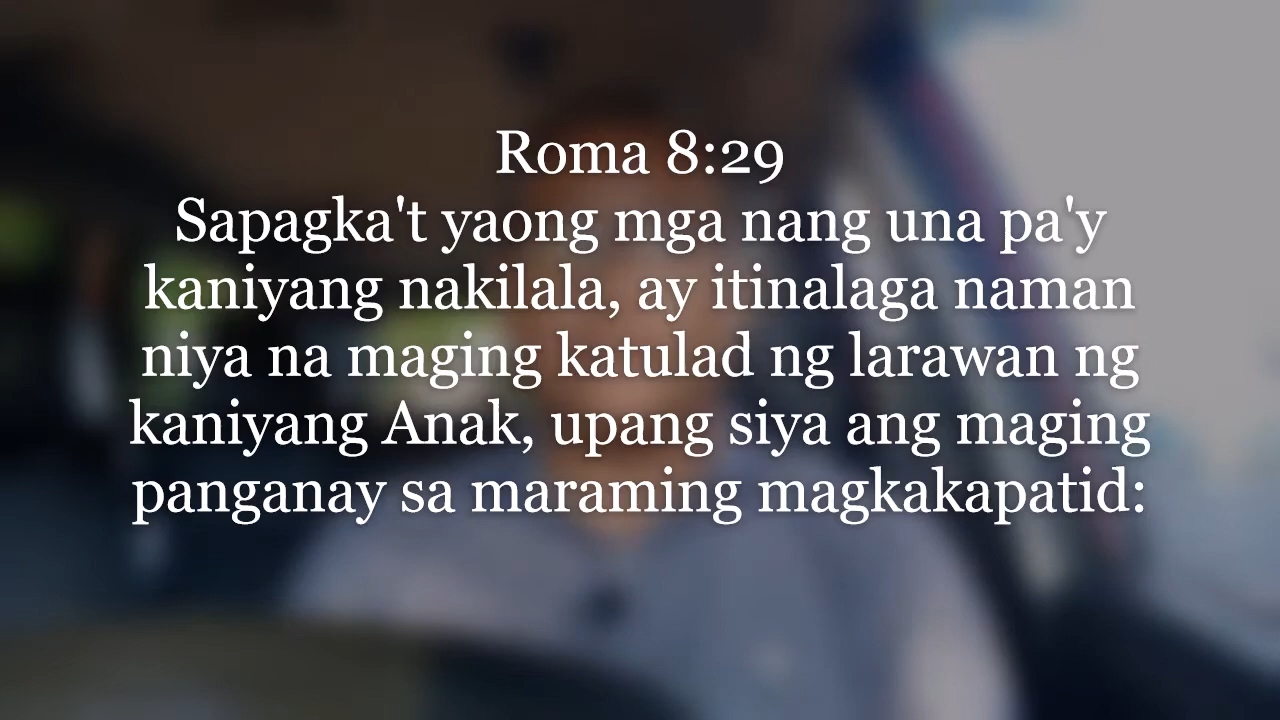 Roma 8:29
Sapagka't yaong mga nang una pa'y
kaniyang nakilala, ay itinalaga naman
niya na maging katulad ng larawan ng
kaniyang Anak, upang siya ang maging
panganay sa maraming magkakapatid: